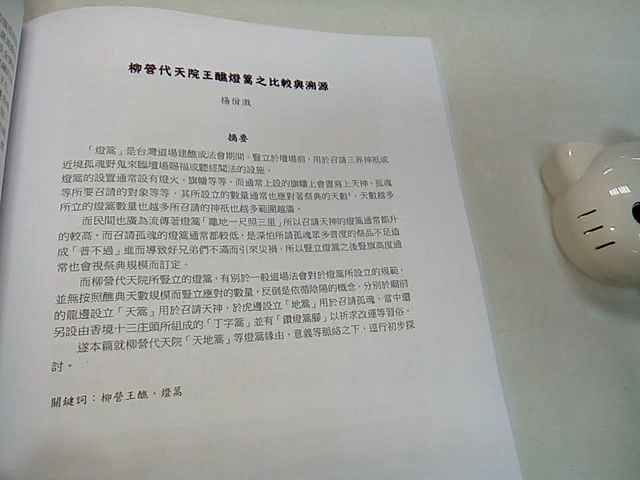 柳營代天院王醮燈篙之比較與溯源
摘要
「燈篙」是台灣道場建醮或法會期間,豎立於壇場前,用於召請三界神祇或
近境孤魂野鬼來臨壇場賜福或聽經聞法的設施。
燈篙的設置通常設有燈火、旗幡等等,而通常上設的旗幡上會書寫上天神、孤魂
等所要召請的對象等等,其所設立的數量通常也應對著祭典的天數,天數越多
所立的燈篙數量也越多所召請的神祇也越多範圍越廣。
而民間也廣為流傳著燈篙「離地一尺照三里」所以召請天神的燈篙通常都升
的較高,而召請孤魂的燈篙通常都較低,是深怕所請孤魂眾多普度的祭品不足造
成「普不過」進而導致好兄弟們不滿而引來災禍,所以豎立燈篙之後豎旗高度通
常也會視祭典規模而訂定。
而柳營代天院所豎立的燈篙,有別於一般道場法會對於燈篙所設立的規範,
並無按照醮典天數規模而豎立應對的數量,反倒是依循陰陽的概念,分別於廟前
的龍邊設立「天篙」用於召請天神,於虎邊設立「地篙」用於召請孤魂,當中還
另設由香境十三庄頭所組成的「丁字篙」並有「鑽燈篙腳」以祈求改運等習俗。
遂本篇就柳營代天院「天地篙」等燈篙緣由、意義等脈絡之下,逕行初步探
討。
關鍵詞:柳營王醮、燈篙